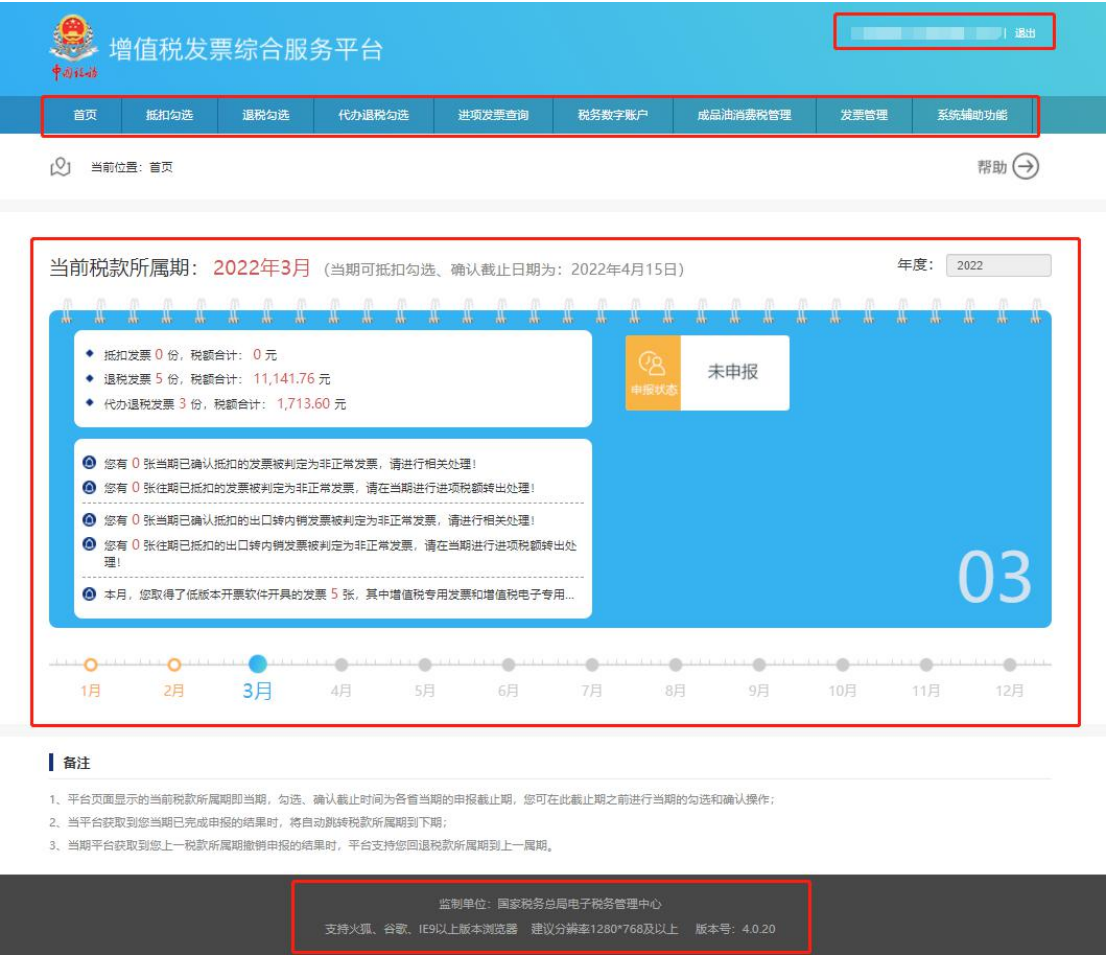 退出
中国税务
增值税发票综合服务平台
首页 抵扣勾选 退税勾选 代办退税勾选 进项发票查询 税务数字账户 成品油消费税管理 发票管理 系统辅助功能
当前位置：首页 帮助
当前税款所属期：2022年3月（当期可抵扣勾选、确认截止日期为：2022年4月15日） 年度：2022
抵扣发票 0 份，税额合计：0 元
退税发票 5 份，税额合计：11,141.76 元
代办退税发票 3 份，税额合计：1,713.60 元
申报状态 未申报
您有 0 张当期已确认抵扣的发票被判定为非正常发票，请进行相关处理！
您有 0 张往期已抵扣的发票被判定为非正常发票，请在当期进行进项税额转出处理！
您有 0 张当期已确认抵扣的出口转内销发票被判定为非正常发票，请进行相关处理！
您有 0 张往期已抵扣的出口转内销发票被判定为非正常发票，请在当期进行进项税额转出处
理！
本月，您取得了低版本开票软件开具的发票 5 张，其中增值税专用发票和增值税电子专用...
03
1月 2月 3月 4月 5月 6月 7月 8月 9月 10月 11月 12月
备注
1、平台页面显示的当前税款所属期即当期，勾选、确认截止时间为各省当期的申报截止期，您可在此截止期之前进行当期的勾选和确认操作；
2、当平台获取到您当期已完成申报的结果时，将自动跳转税款所属期到下期；
3、当期平台获取到您上一税款所属期撤销申报的结果时，平台支持您回退税款所属期到上一属期。
监制单位：国家税务总局电子税务管理中心
支持火狐、谷歌、IE9以上版本浏览器 建议分辨率1280*768及以上 版本号：4.0.20